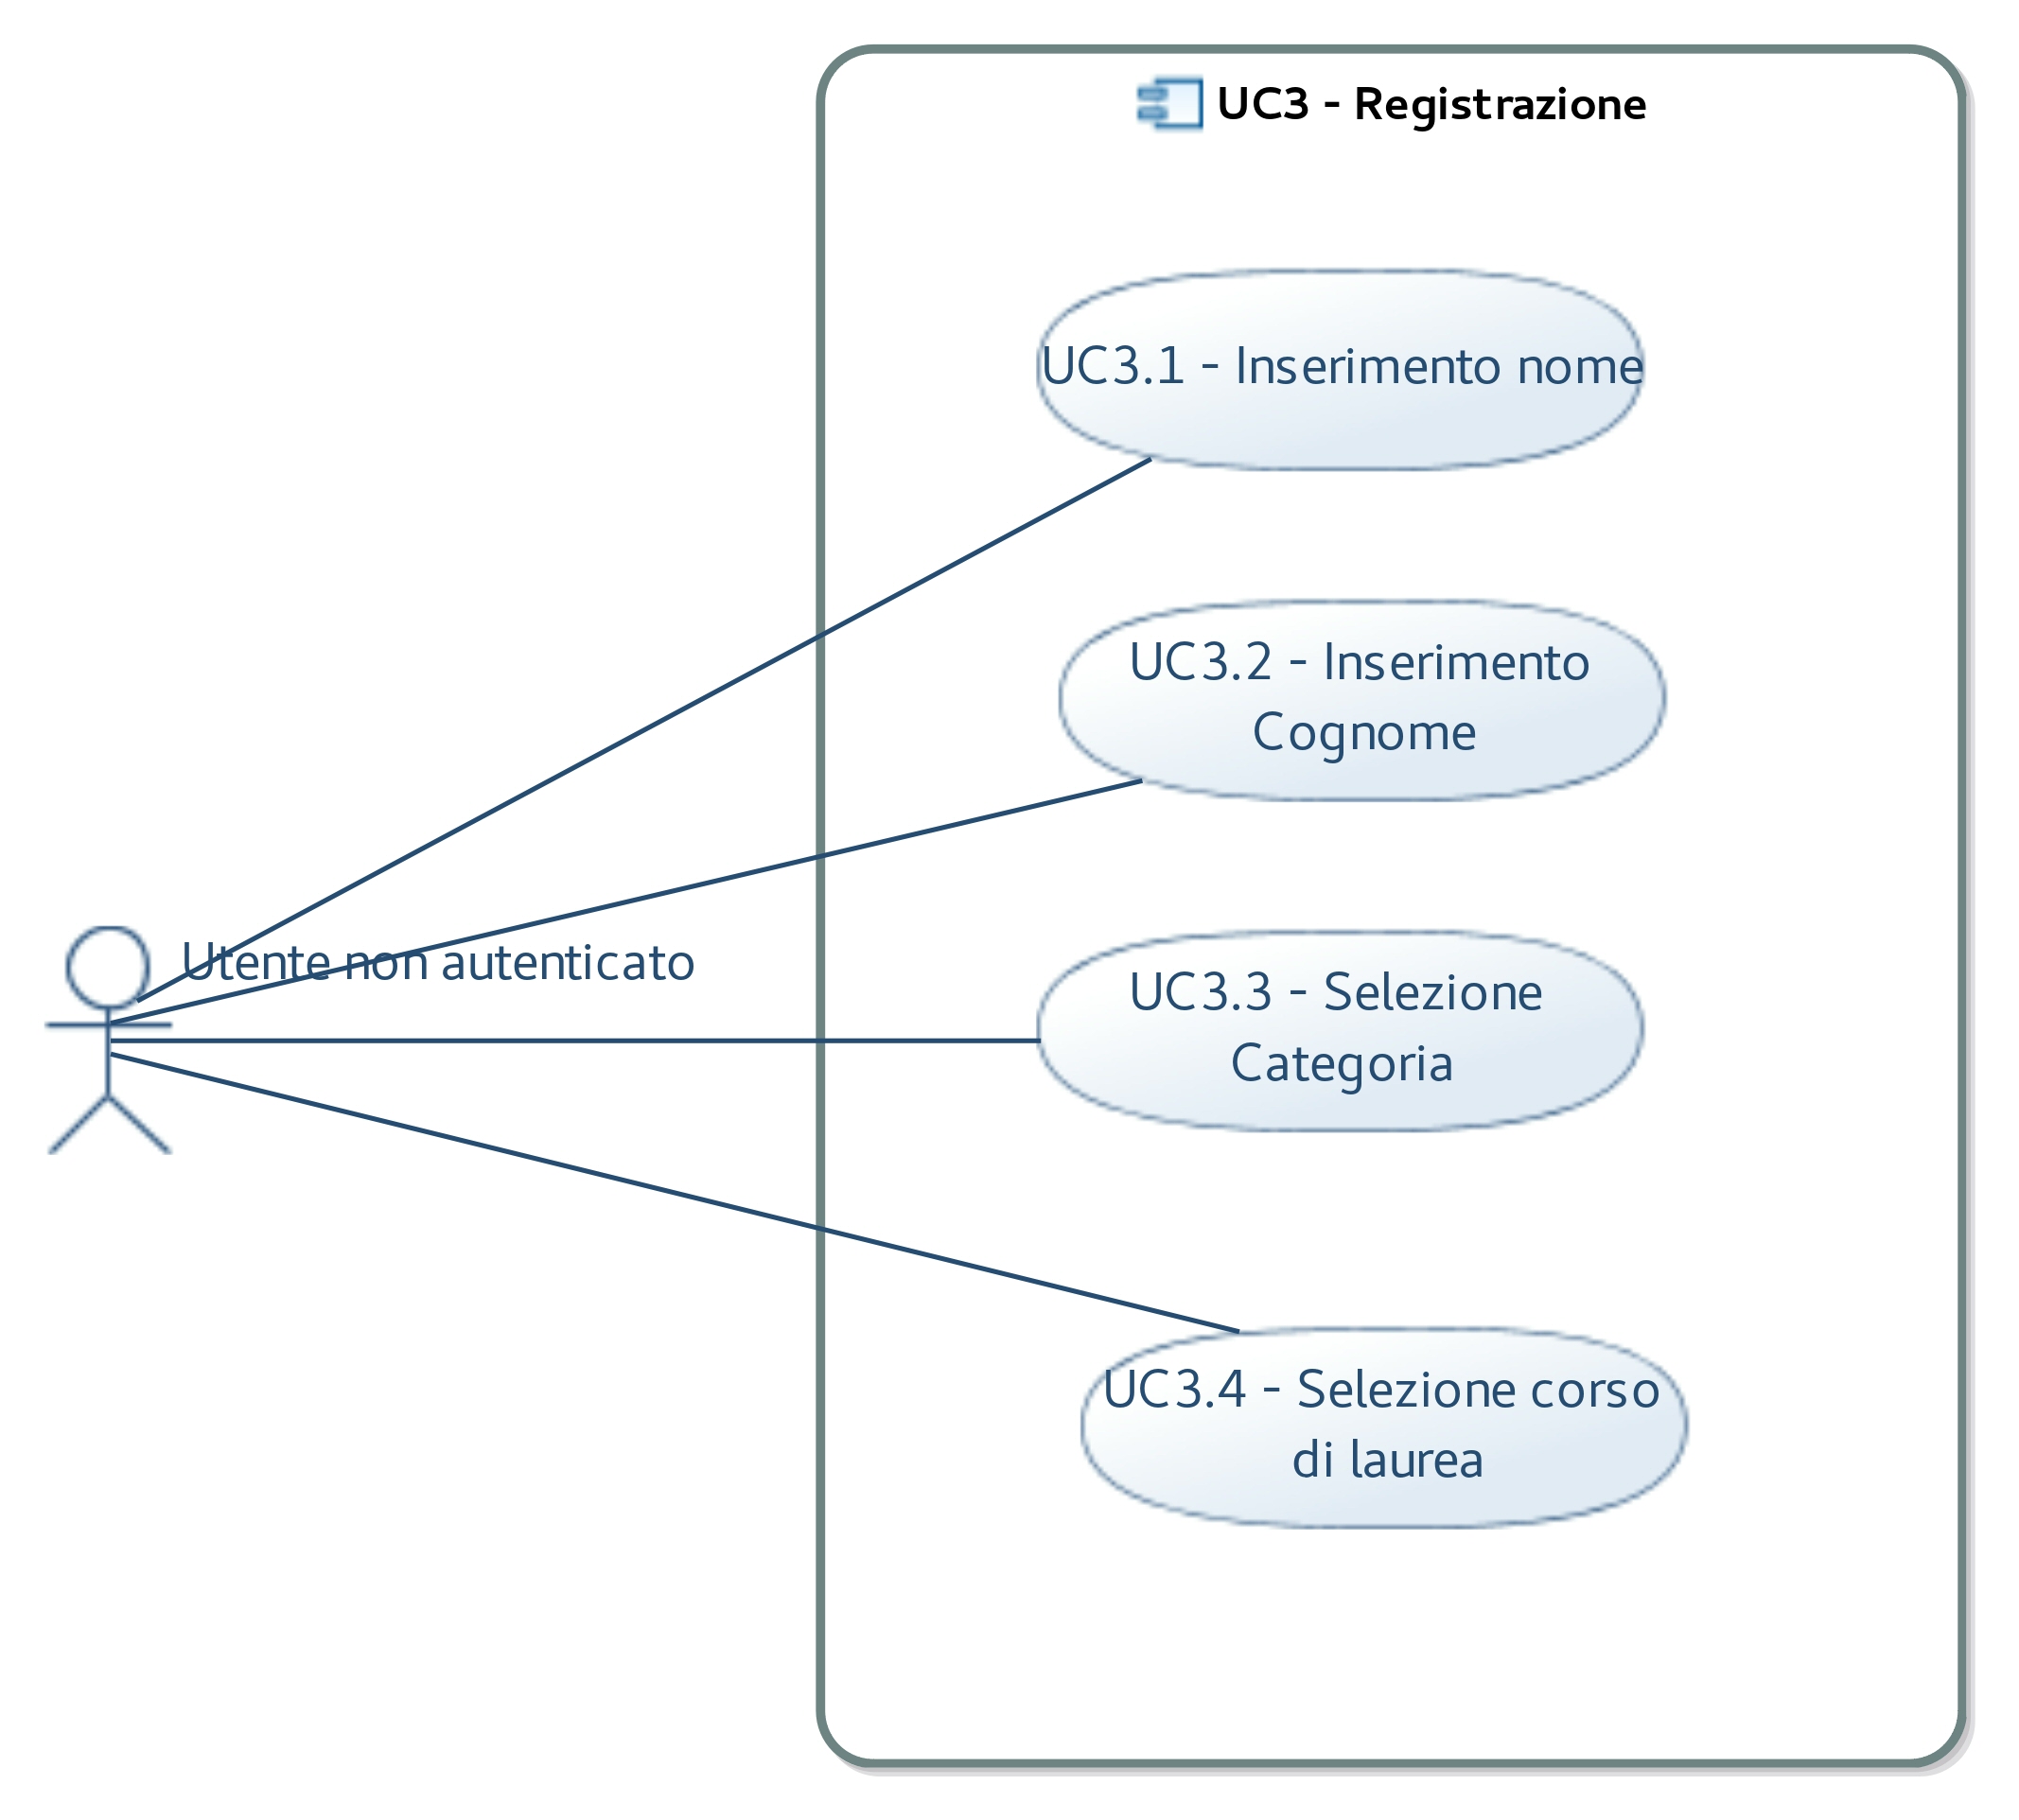 UC3 - Registrazione
UC3.1 - Inserimento nome
UC3.2 - Inserimento
Cognome
Utente non autenticato
UC3.3 - Selezione
Categoria
UC3.4 - Selezione corso
di laurea